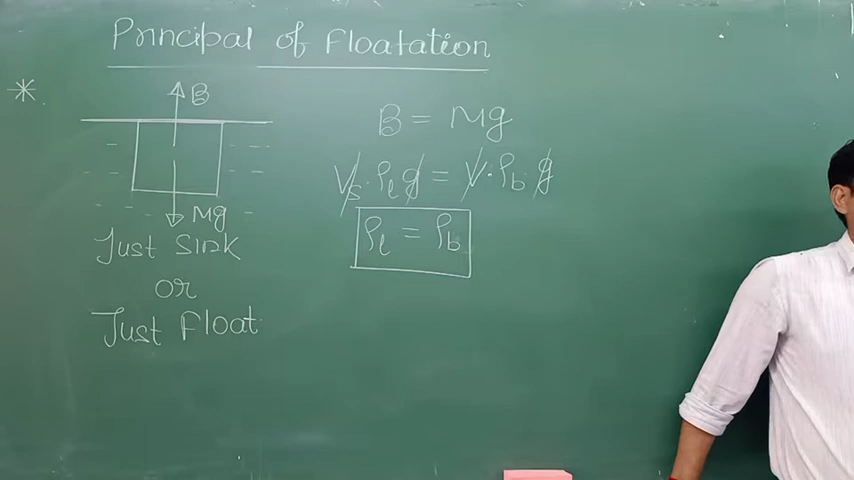 Principal of Floatation
*
B
Mg
Just Sink
or
Just Float
B = Mg
Vs. ρl g = V. ρb. g
ρl = ρb